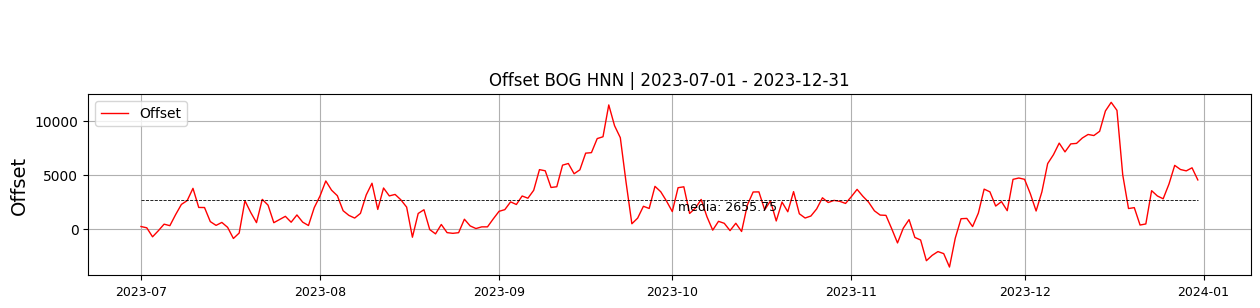 Offset BOG HNN | 2023-07-01 - 2023-12-31
Offset
Offset
10000
5000
0
media: 2655.75
2023-07 2023-08 2023-09 2023-10 2023-11 2023-12 2024-01